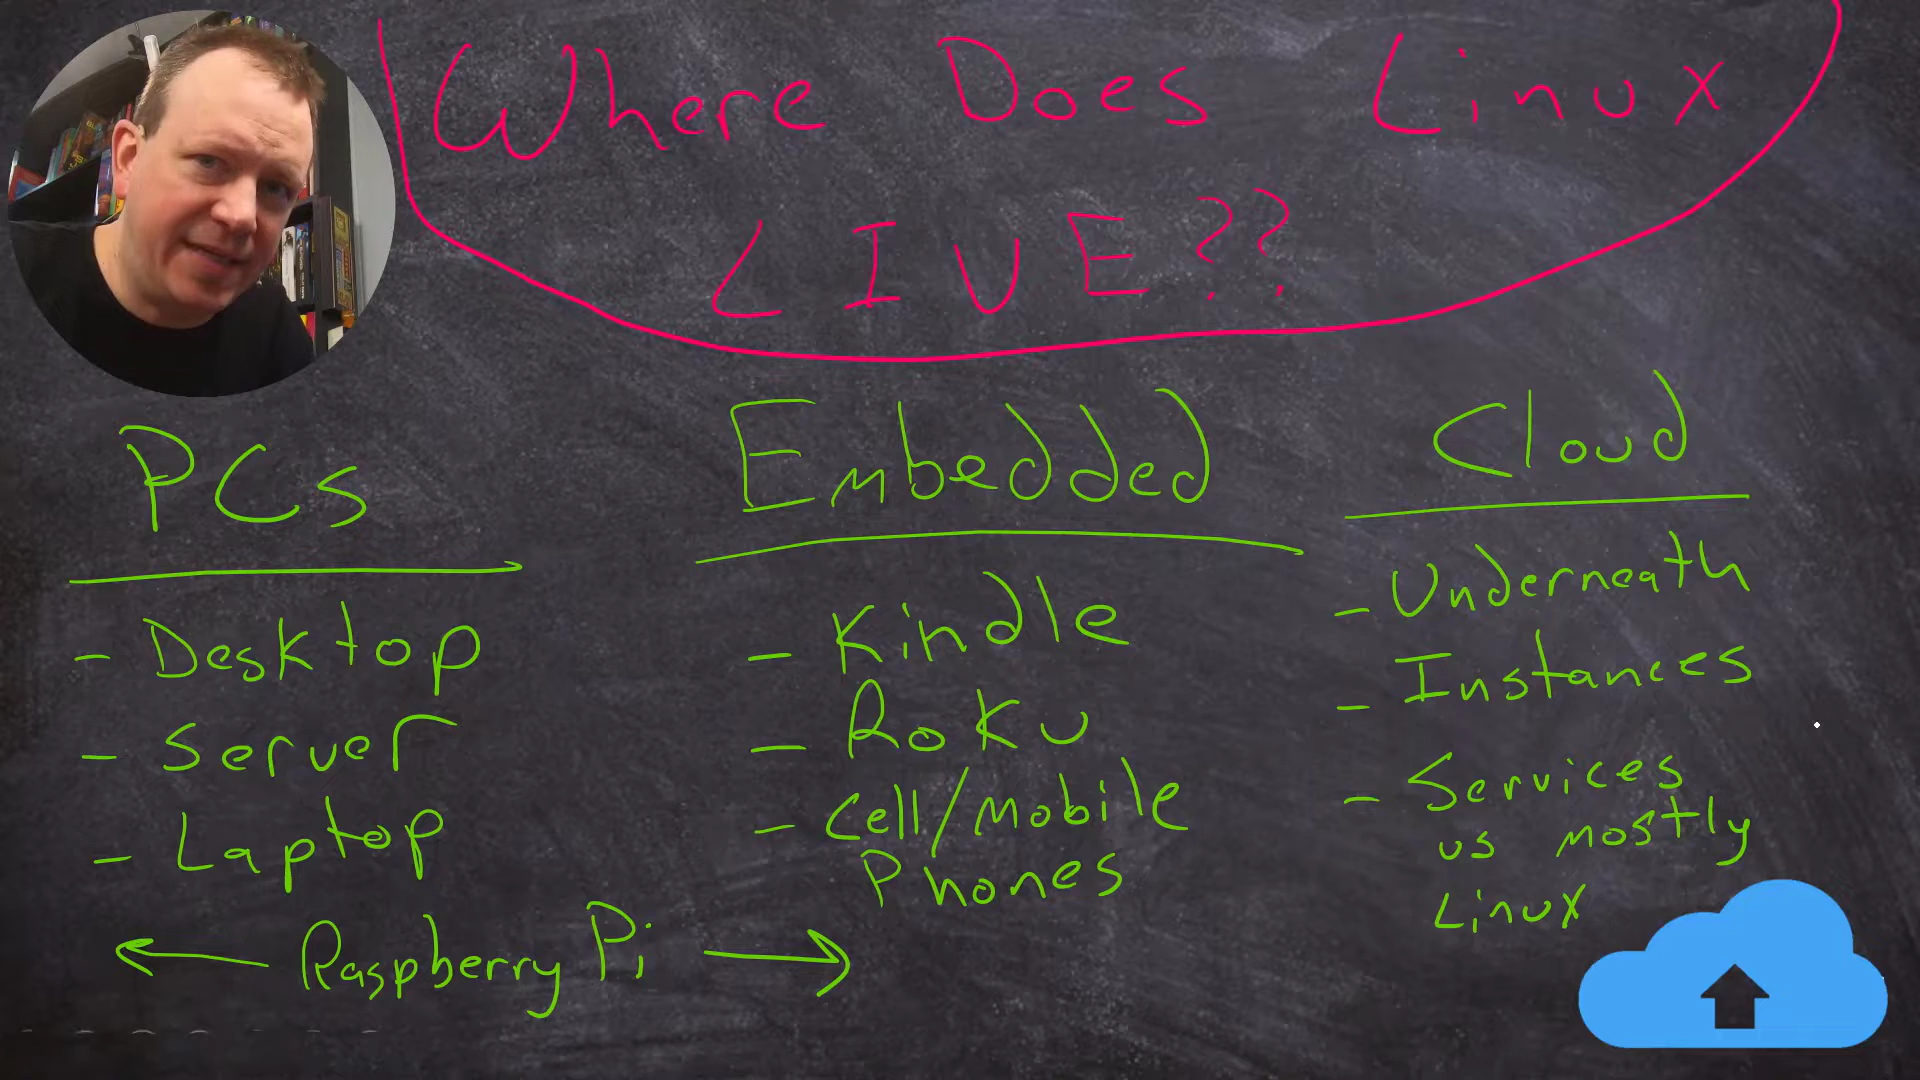 Where Does Linux
LIVE??
PCs
- Desktop
- Server
- Laptop
← Raspberry Pi →
Embedded
- Kindle
- Roku
- Cell/Mobile
Phones
Cloud
- Underneath
- Instances
- Services
us mostly
Linux